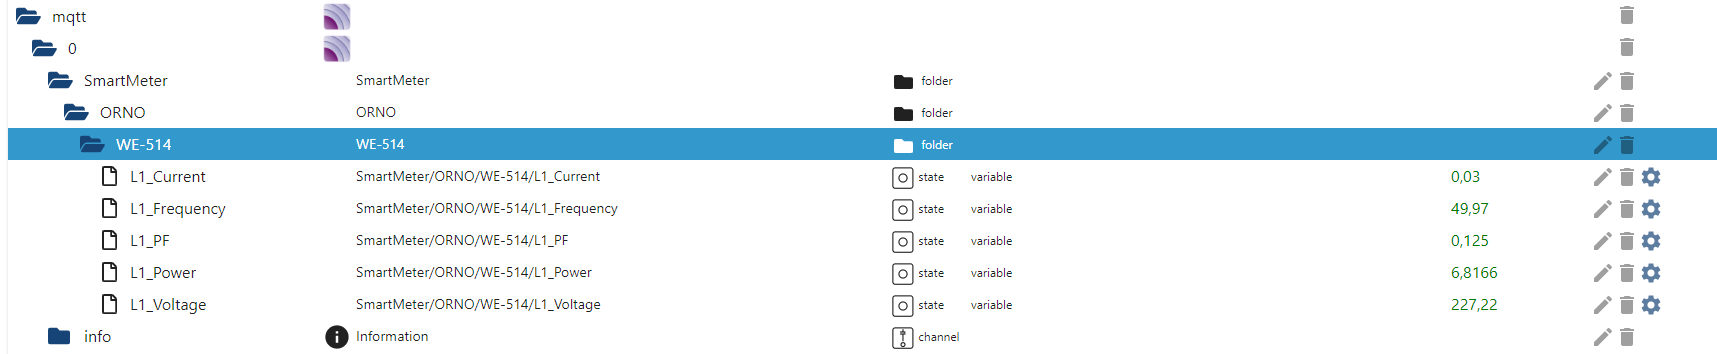 mqtt
0
SmartMeter SmartMeter folder
ORNO ORNO folder
WE-514 WE-514 folder
L1_Current SmartMeter/ORNO/WE-514/L1_Current state variable 0,03
L1_Frequency SmartMeter/ORNO/WE-514/L1_Frequency state variable 49,97
L1_PF SmartMeter/ORNO/WE-514/L1_PF state variable 0,125
L1_Power SmartMeter/ORNO/WE-514/L1_Power state variable 6,8166
L1_Voltage SmartMeter/ORNO/WE-514/L1_Voltage state variable 227,22
info Information channel